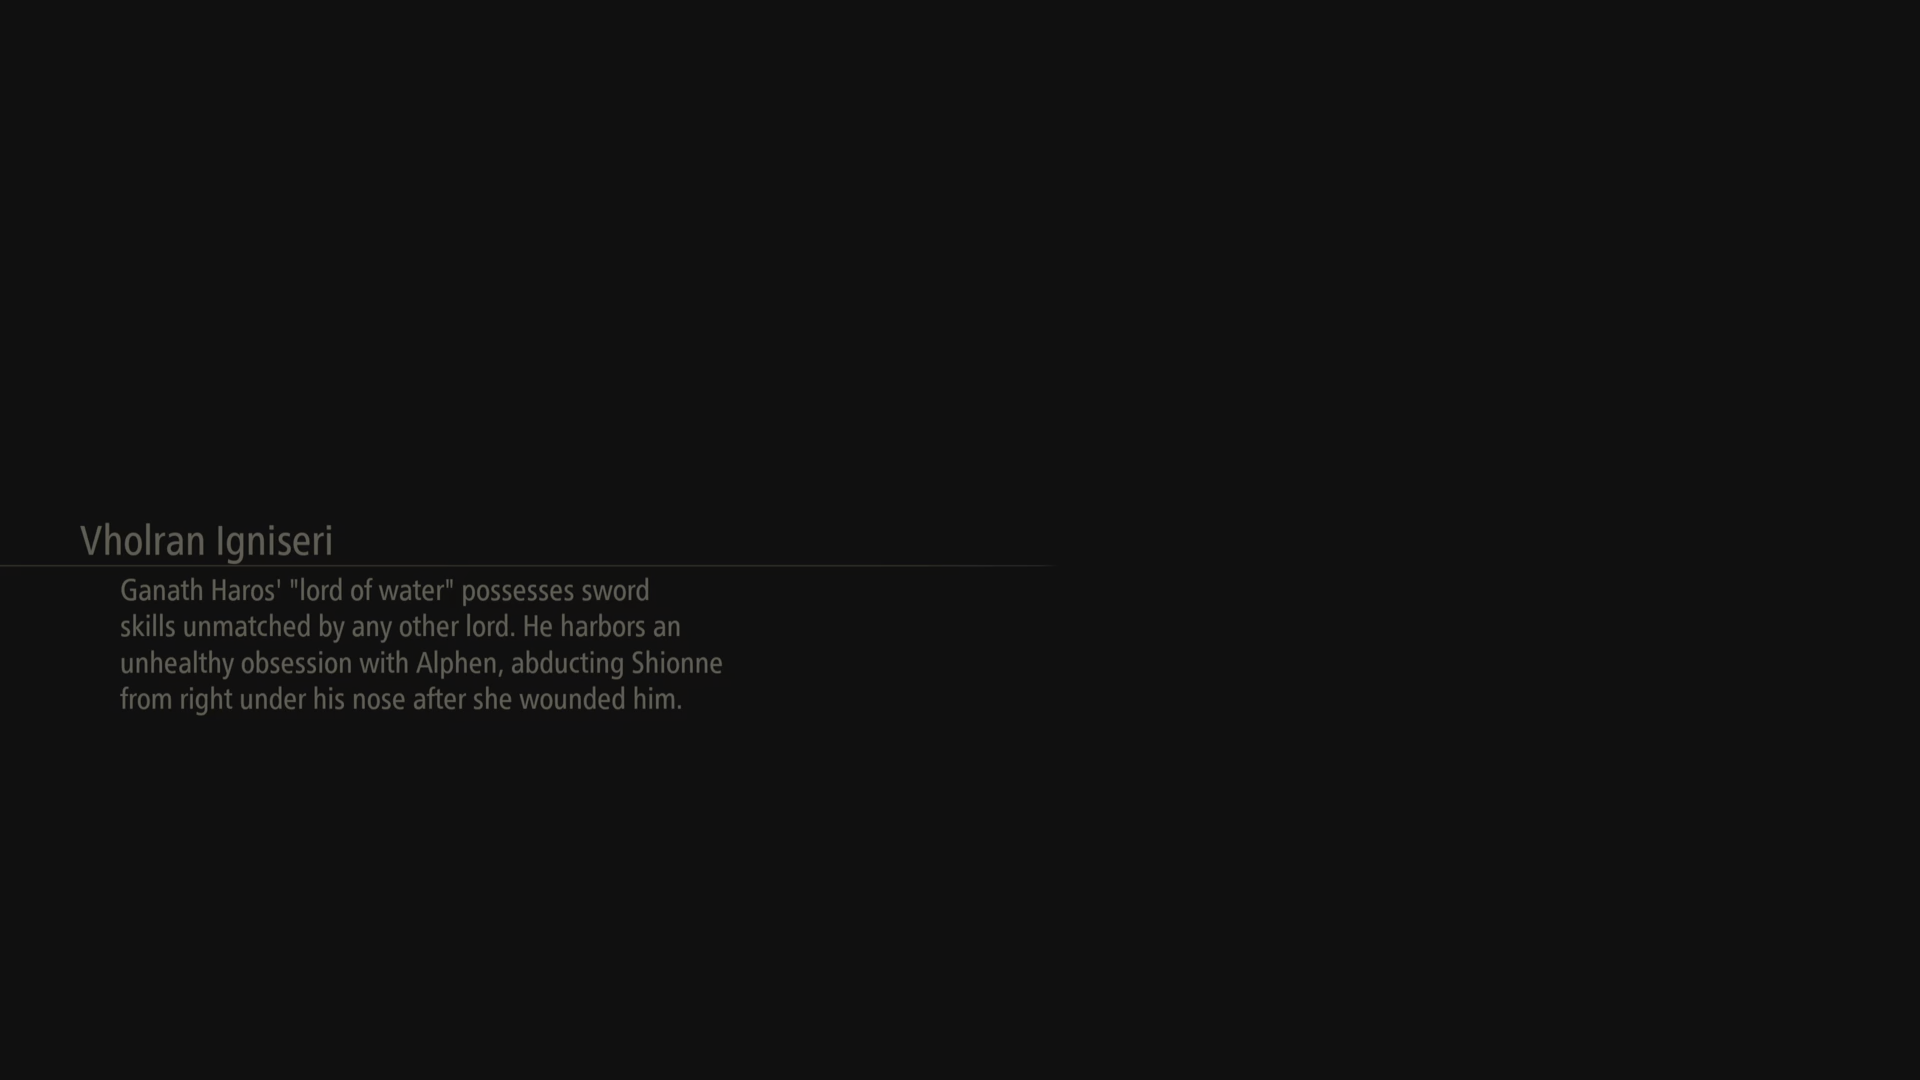 Vholran Igniseri
Ganath Haros' "lord of water" possesses sword
skills unmatched by any other lord. He harbors an
unhealthy obsession with Alphen, abducting Shionne
from right under his nose after she wounded him.